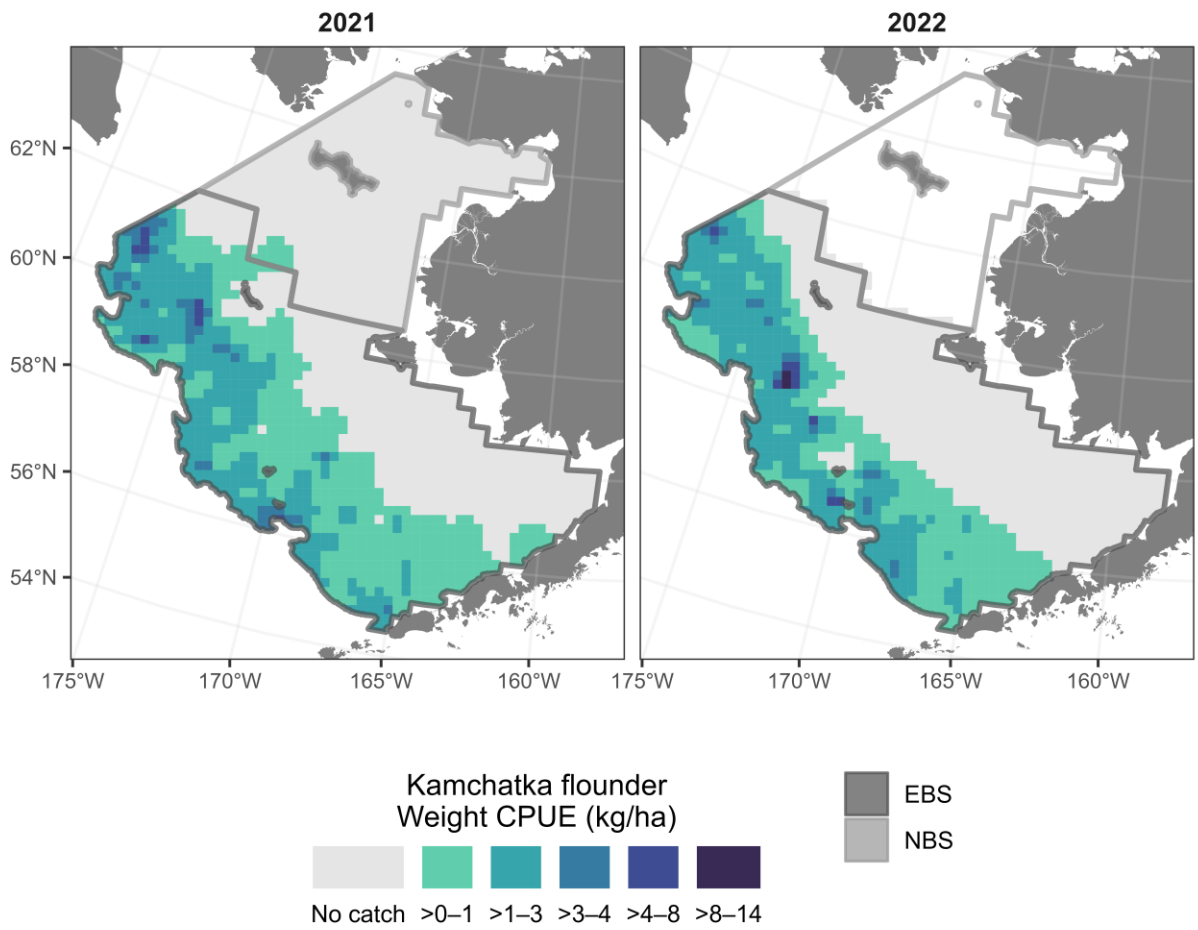 2021
2022
62°N
60°N
58°N
56°N
54°N
175°W
170°W
165°W
160°W
175°W
170°W
165°W
160°W
Kamchatka flounder
Weight CPUE (kg/ha)
No catch
>0–1
>1–3
>3–4
>4–8
>8–14
EBS
NBS